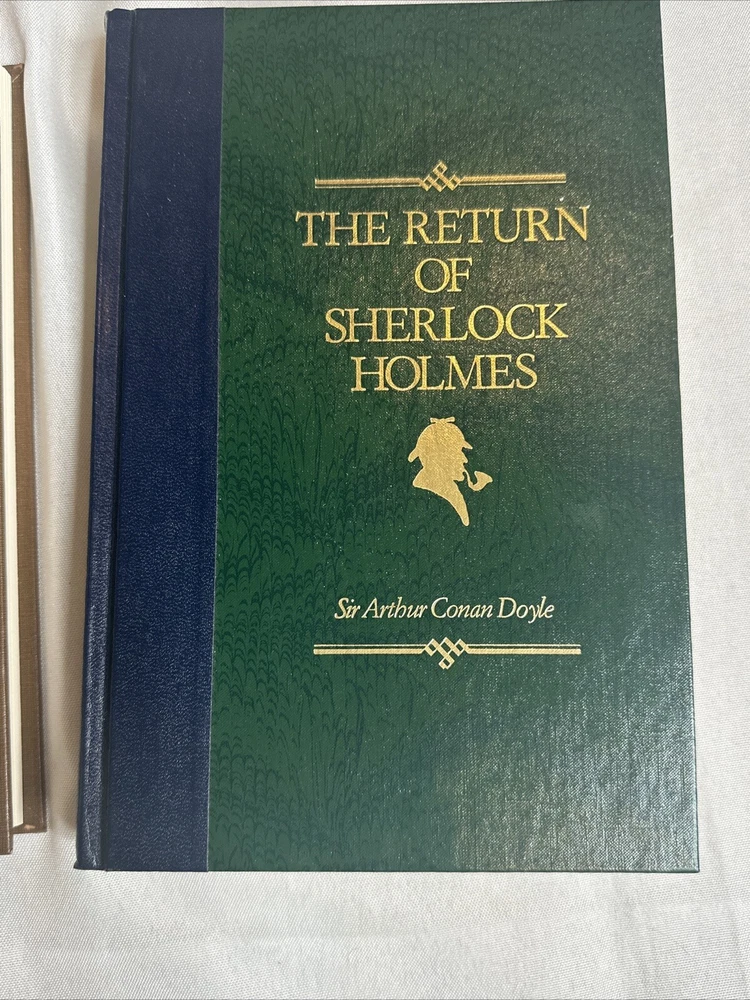 THE RETURN
OF
SHERLOCK
HOLMES
Sir Arthur Conan Doyle